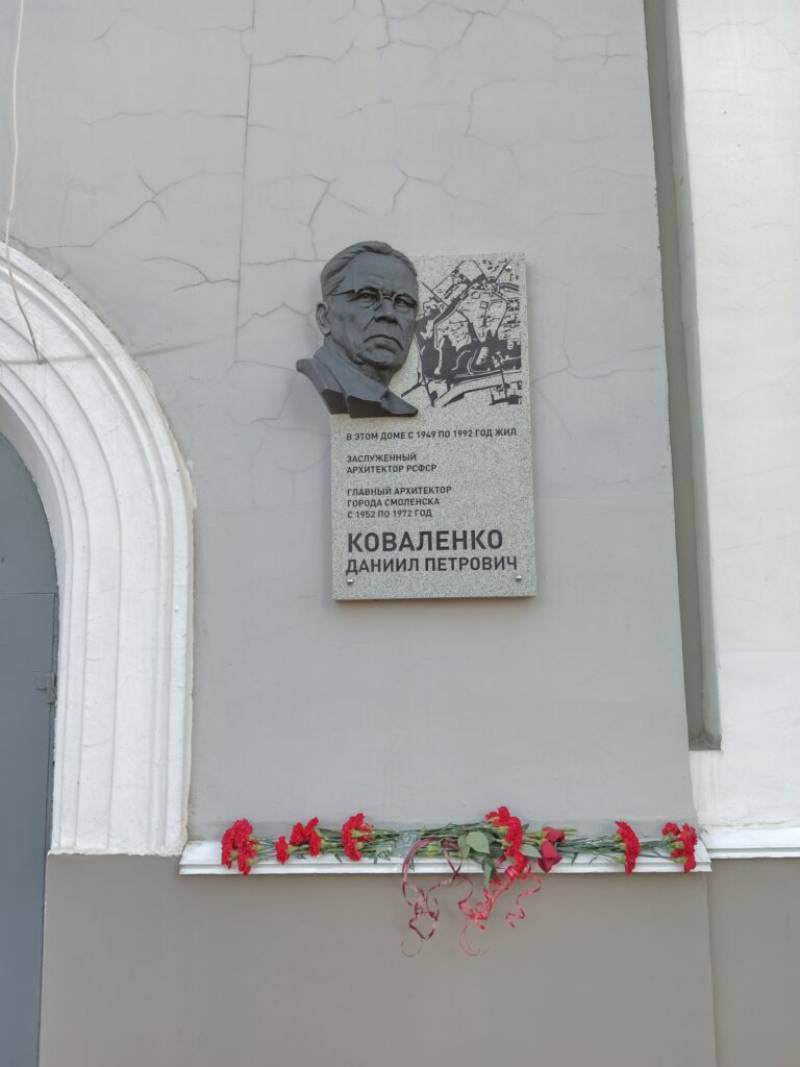 В ЭТОМ ДОМЕ С 1949 ПО 1992 ГОД ЖИЛ
ЗАСЛУЖЕННЫЙ
АРХИТЕКТОР РСФСР
ГЛАВНЫЙ АРХИТЕКТОР
ГОРОДА СМОЛЕНСКА
С 1952 ПО 1972 ГОД
КОВАЛЕНКО
ДАНИИЛ ПЕТРОВИЧ